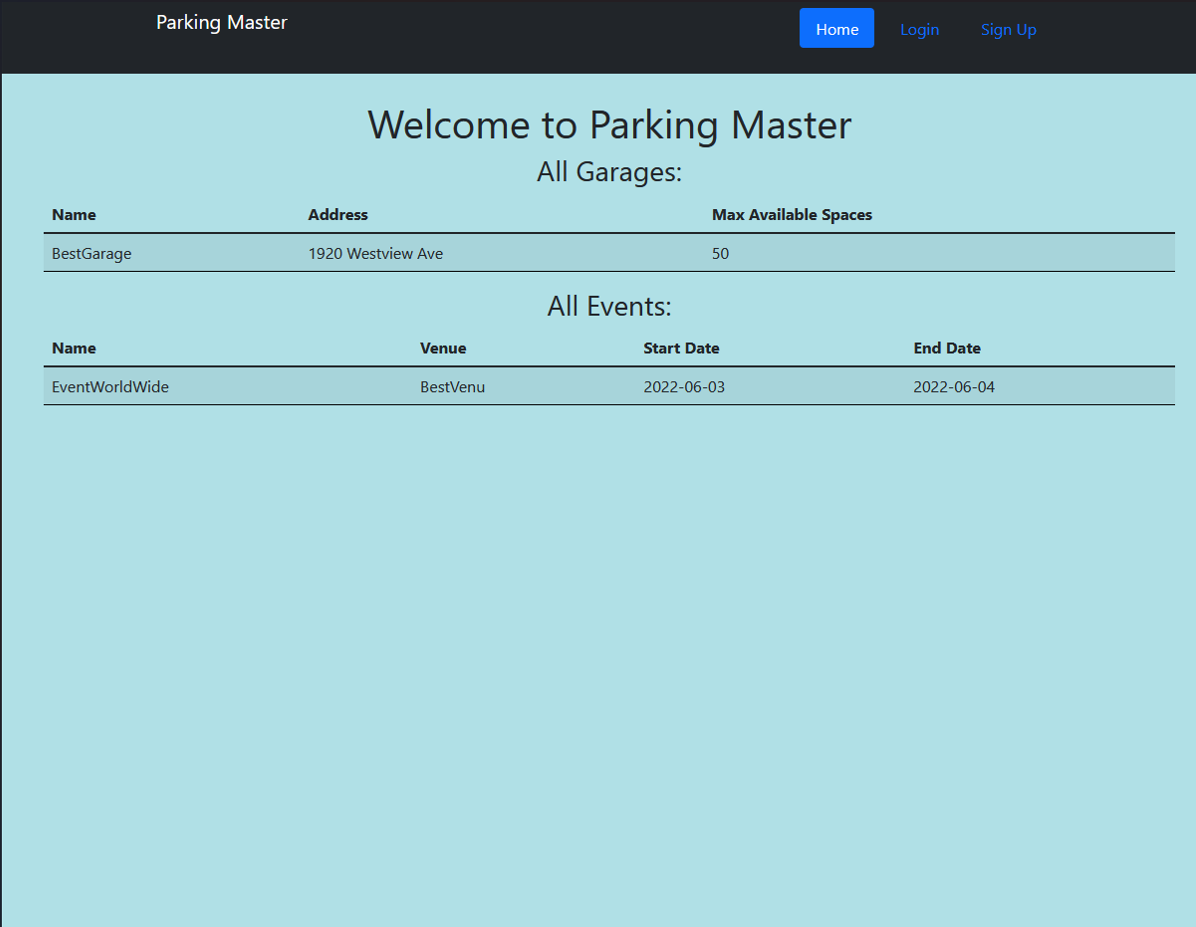 Parking Master
Home Login Sign Up
Welcome to Parking Master
All Garages:
Name Address Max Available Spaces
BestGarage 1920 Westview Ave 50
All Events:
Name Venue Start Date End Date
EventWorldWide BestVenu 2022-06-03 2022-06-04